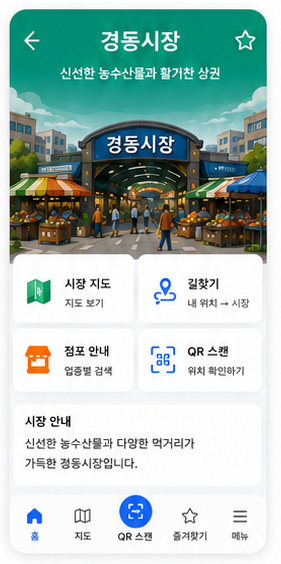 경동시장
신선한 농수산물과 활거찬 상권
경동시장
시장 지도
지도 보기
길찾기
내 위치 → 시장
점포 안내
업종별 검색
QR 스캔
위치 확인하기
시장 안내
신선한 농수산물과 다양한 먹거리가
가득한 경동시장입니다.
홈
지도
QR 스캔
즐겨찾기
메뉴